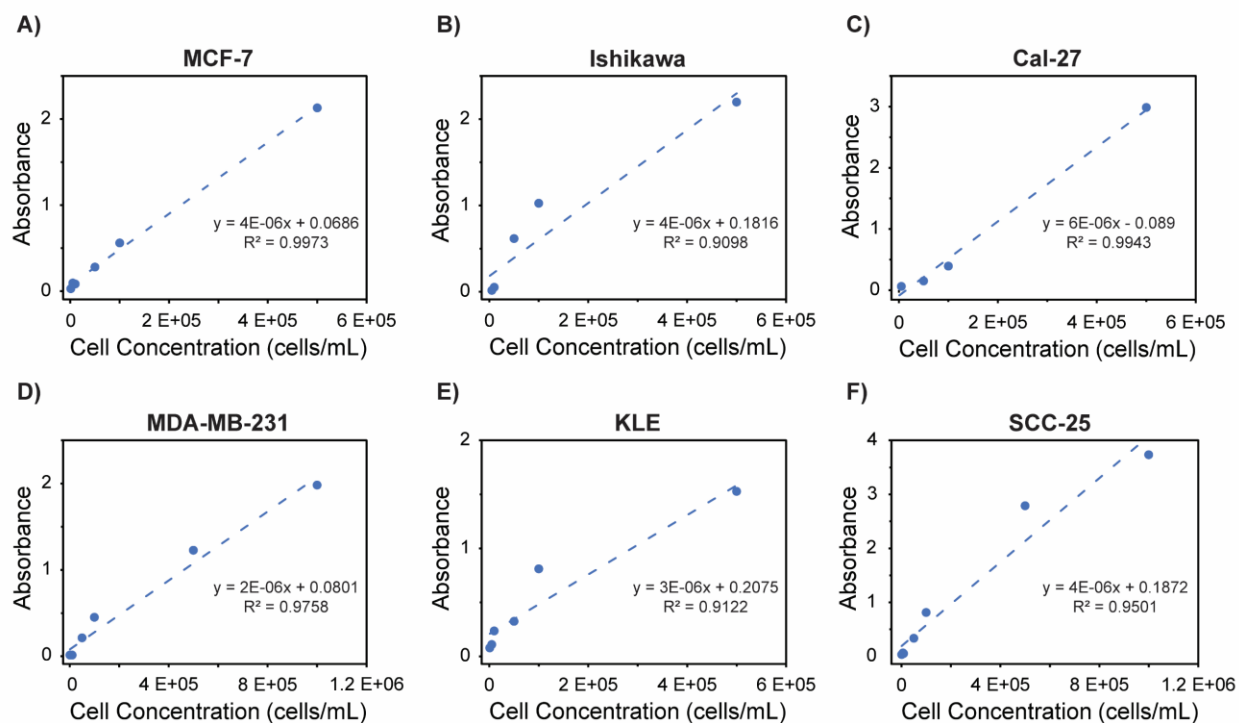 A)
MCF-7
Absorbance
2
1
0
y = 4E-06x + 0.0686
R² = 0.9973
0 2 E+05 4 E+05 6 E+05
Cell Concentration (cells/mL)
B)
Ishikawa
Absorbance
2
1
0
y = 4E-06x + 0.1816
R² = 0.9098
0 2 E+05 4 E+05 6 E+05
Cell Concentration (cells/mL)
C)
Cal-27
Absorbance
3
2
1
0
y = 6E-06x - 0.089
R² = 0.9943
0 2 E+05 4 E+05 6 E+05
Cell Concentration (cells/mL)
D)
MDA-MB-231
Absorbance
2
1
0
y = 2E-06x + 0.0801
R² = 0.9758
0 4 E+05 8 E+05 1.2 E+06
Cell Concentration (cells/mL)
E)
KLE
Absorbance
2
1
0
y = 3E-06x + 0.2075
R² = 0.9122
0 2 E+05 4 E+05 6 E+05
Cell Concentration (cells/mL)
F)
SCC-25
Absorbance
4
3
2
1
0
y = 4E-06x + 0.1872
R² = 0.9501
0 4 E+05 8 E+05 1.2 E+06
Cell Concentration (cells/mL)